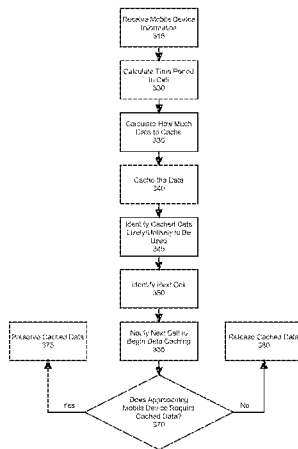 Receive Mobile Device
Information
315
Calculate Time Period
in Cell
330
Calculate How Much
Data to Cache
335
Cache the Data
340
Identify Cached Data
Likely/Unlikely to Be
Used
345
Identify Next Cell
350
Notify Next Cell to
Begin Data Caching
355
Preserve Cached Data
375
Release Cached Data
380
Yes
Does Approaching
Mobile Device Require
Cached Data?
370
No